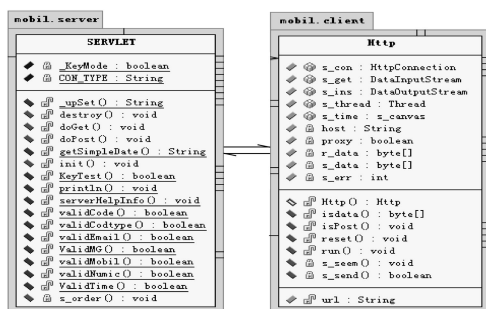 mobil.server
SERVLET
_KeyMode : boolean
CON_TYPE : String
_upSet() : String
destroy() : void
doGet() : void
doPost() : void
getSimpleDate() : String
init() : void
KeyTest() : boolean
println() : void
serverHelpInfo() : void
validCode() : boolean
validCodtype() : boolean
validEmail() : boolean
ValidMG() : boolean
validMobil() : boolean
validNumic() : boolean
ValidTime() : boolean
s_order() : void
mobil.client
Http
s_con : HttpConnection
s_get : DataInputStream
s_ins : DataOutputStream
s_thread : Thread
s_time : s_canvas
host : String
proxy : boolean
r_data : byte[]
s_data : byte[]
s_err : int
Http() : Http
isdata() : byte[]
isPost() : void
reset() : void
run() : void
s_seem() : void
s_send() : boolean
url : String